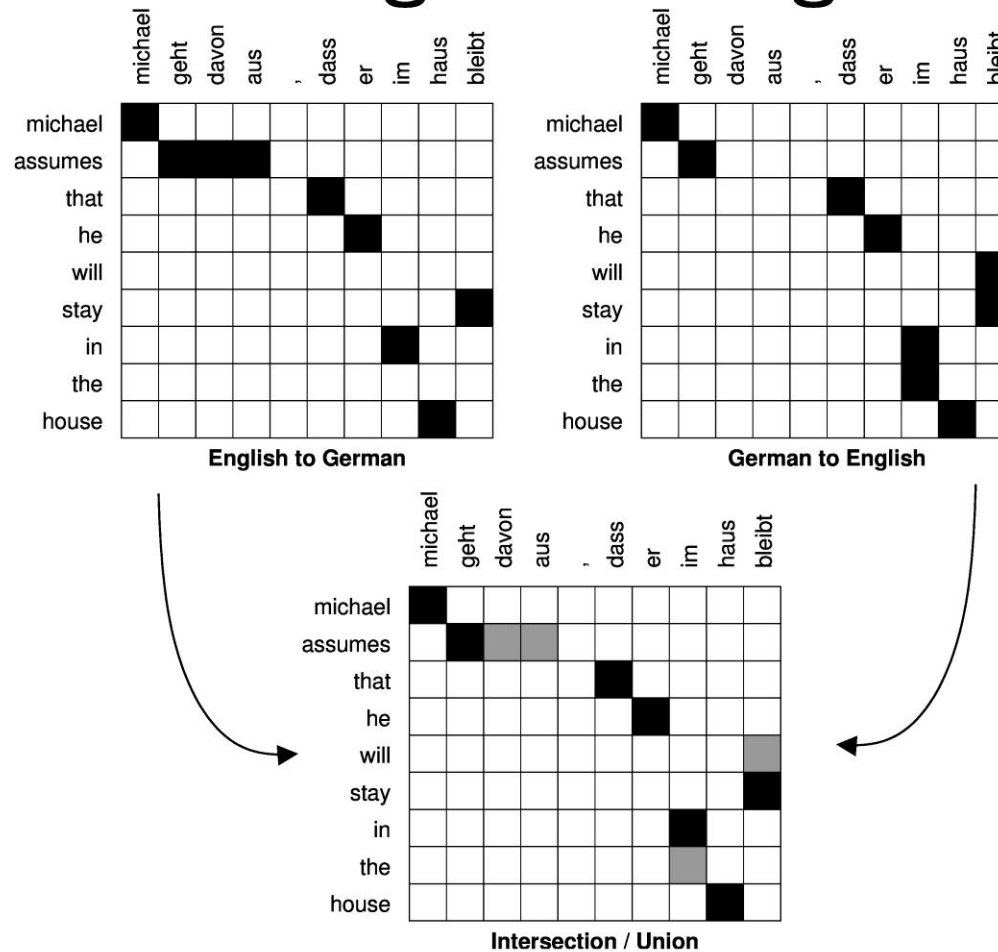 michael geht davon aus , dass er im haus bleibt
michael
assumes
that
he
will
stay
in
the
house
English to German
michael geht davon aus , dass er im haus bleibt
michael
assumes
that
he
will
stay
in
the
house
German to English
michael geht davon aus , dass er im haus bleibt
michael
assumes
that
he
will
stay
in
the
house
Intersection / Union